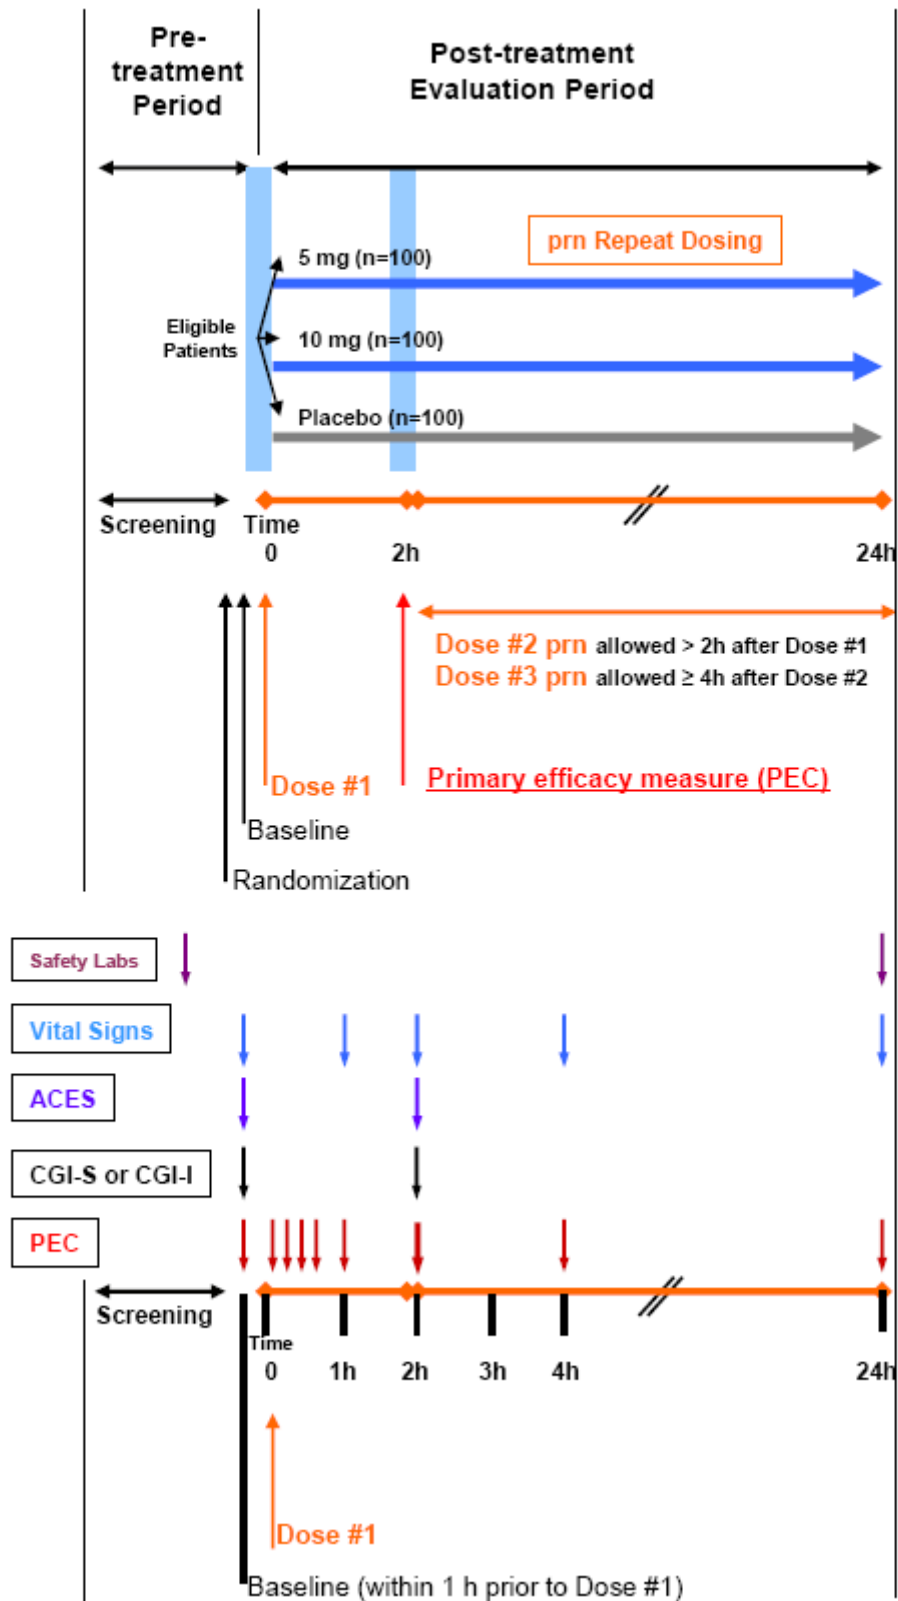 Pre-
treatment
Period
Post-treatment
Evaluation Period
prn Repeat Dosing
5 mg (n=100)
Eligible
Patients
10 mg (n=100)
Placebo (n=100)
Screening
Time
0
2h
24h
Dose #2 prn allowed > 2h after Dose #1
Dose #3 prn allowed ≥ 4h after Dose #2
Dose #1
Primary efficacy measure (PEC)
Baseline
Randomization
Safety Labs
Vital Signs
ACES
CGI-S or CGI-I
PEC
Screening
Time
0
1h
2h
3h
4h
24h
Dose #1
Baseline (within 1 h prior to Dose #1)